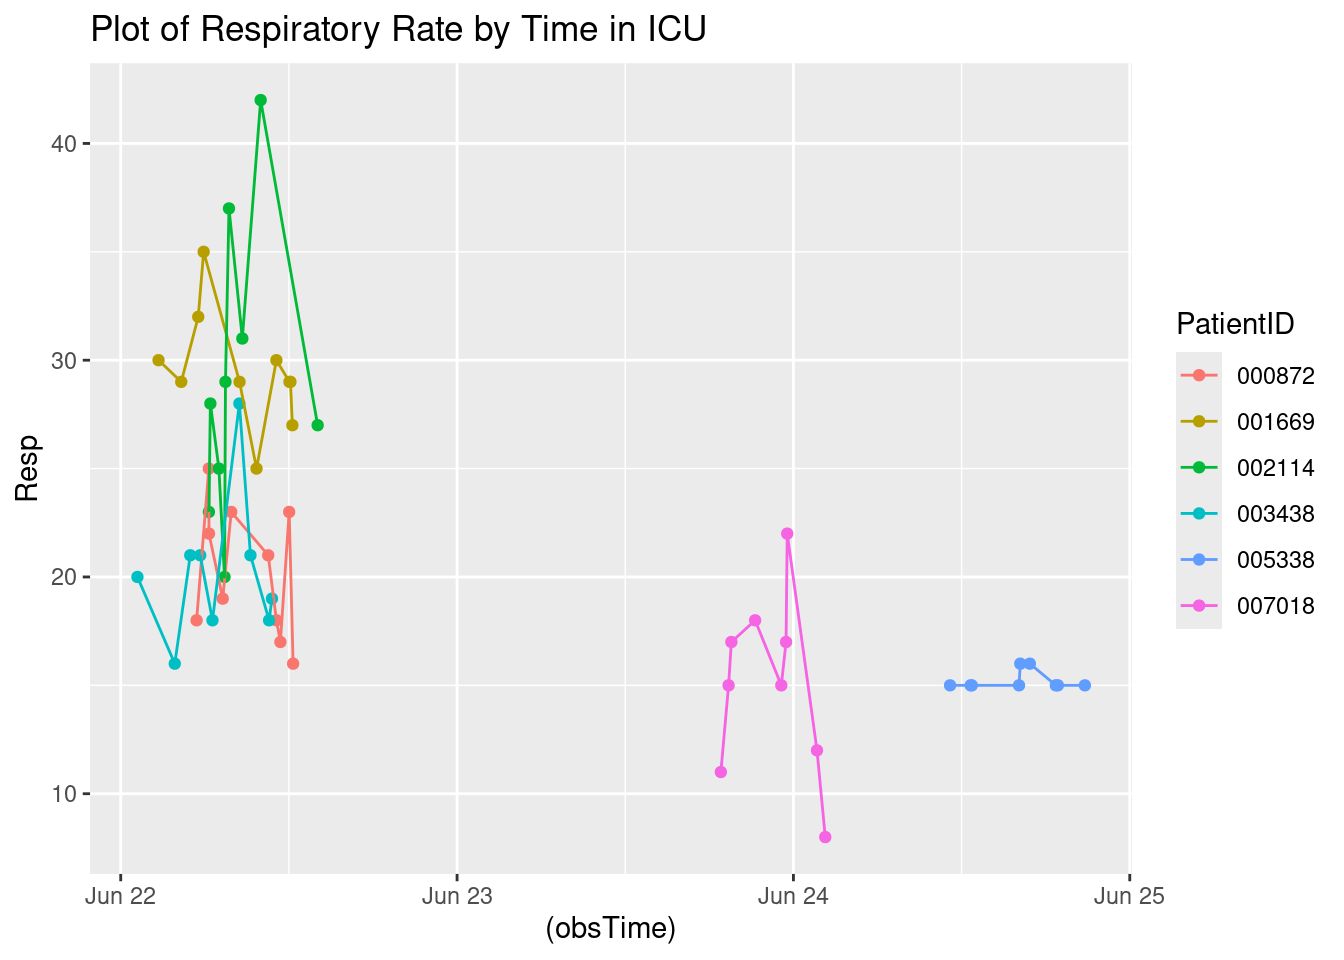 Plot of Respiratory Rate by Time in ICU
40
30
20
10
Resp
Jun 22
Jun 23
Jun 24
Jun 25
(obsTime)
PatientID
000872
001669
002114
003438
005338
007018